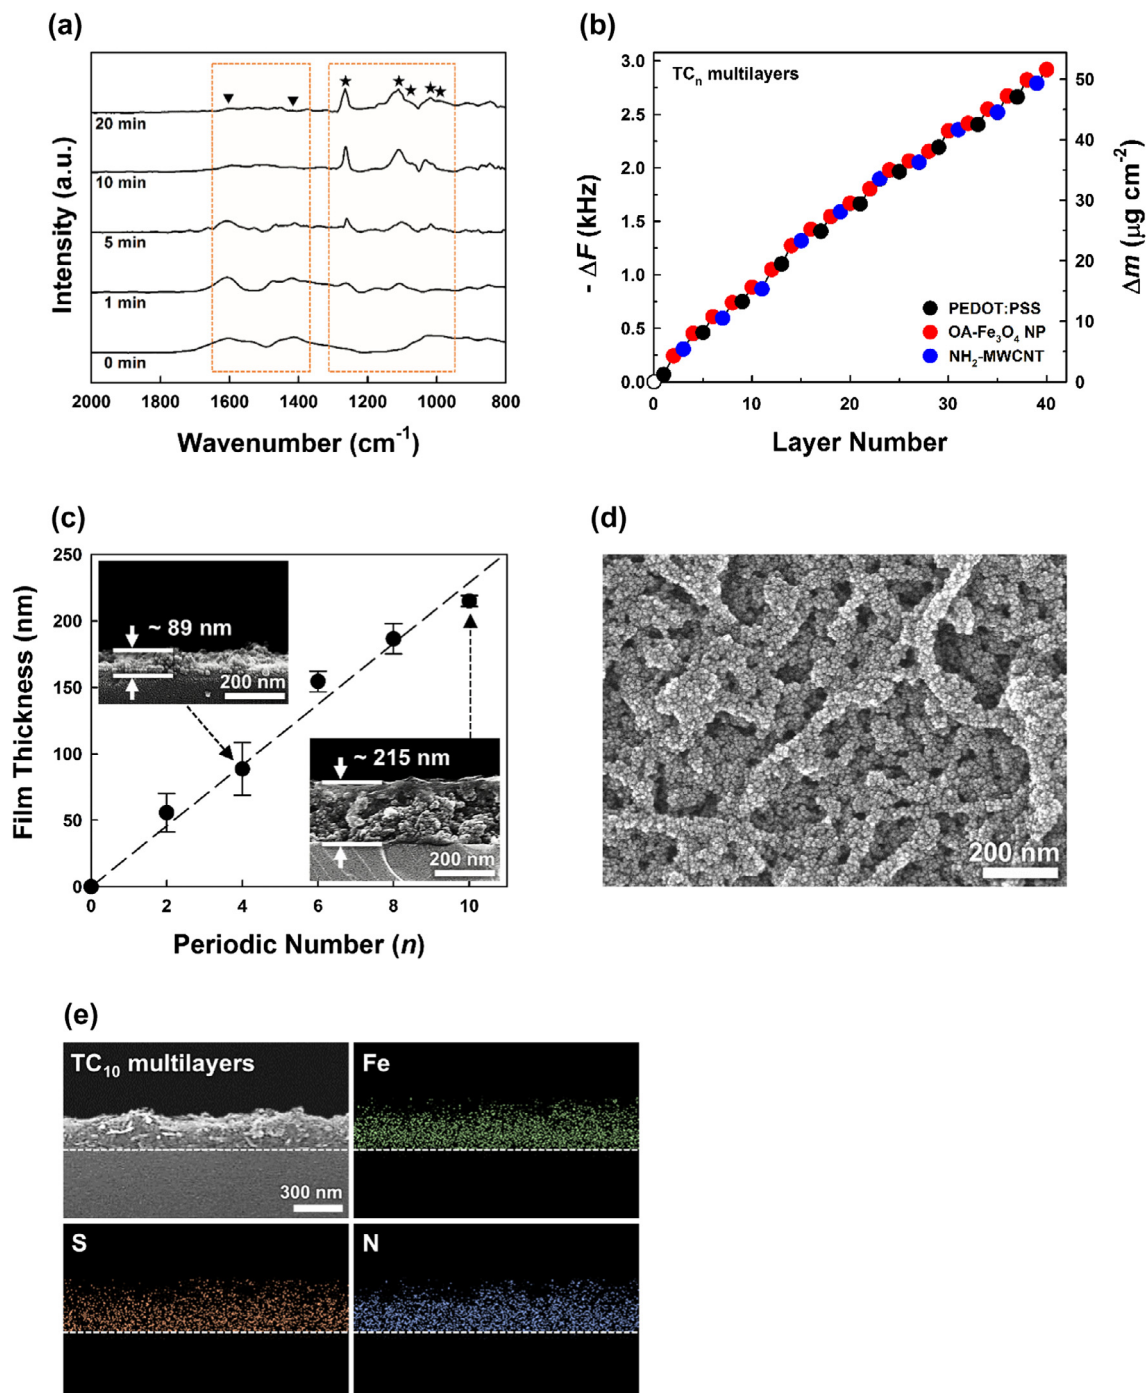 (a)
Intensity (a.u.)
20 min
10 min
5 min
1 min
0 min
2000 1800 1600 1400 1200 1000 800
Wavenumber (cm⁻¹)
(b)
TCₙ multilayers
- ΔF (kHz)
3.0
2.5
2.0
1.5
1.0
0.5
0.0
Δm (μg cm⁻²)
50
40
30
20
10
0
PEDOT:PSS
OA-Fe₃O₄ NP
NH₂-MWCNT
0 10 20 30 40
Layer Number
(c)
Film Thickness (nm)
250
200
150
100
50
0
~ 89 nm
200 nm
~ 215 nm
200 nm
0 2 4 6 8 10
Periodic Number (n)
(d)
200 nm
(e)
TC₁₀ multilayers
300 nm
Fe
S
N